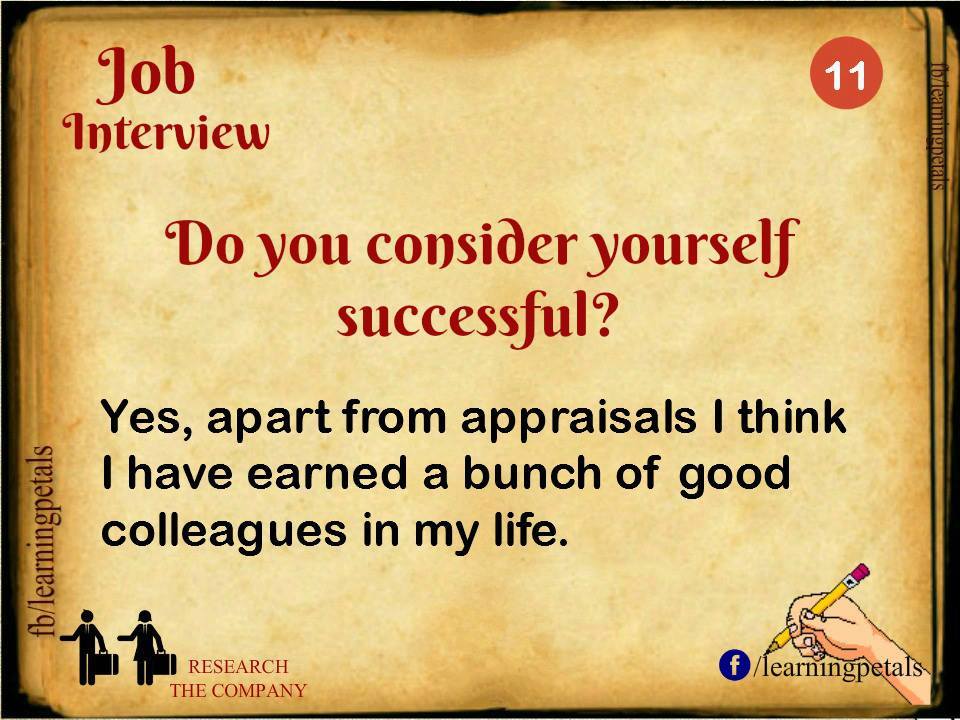 Job
Interview
11
fb/learningpetals
Do you consider yourself
successful?
Yes, apart from appraisals I think
I have earned a bunch of good
colleagues in my life.
fb/learningpetals
RESEARCH
THE COMPANY
f/learningpetals